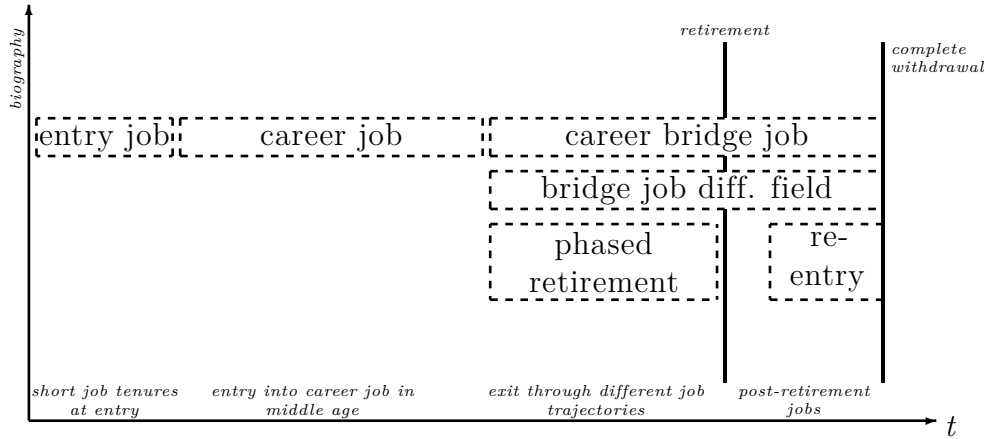 retirement
complete
withdrawal
biography
entry job
career job
career bridge job
bridge job diff. field
phased
retirement
re-
entry
short job tenures
at entry
entry into career job in
middle age
exit through different job
trajectories
post-retirement
jobs
t